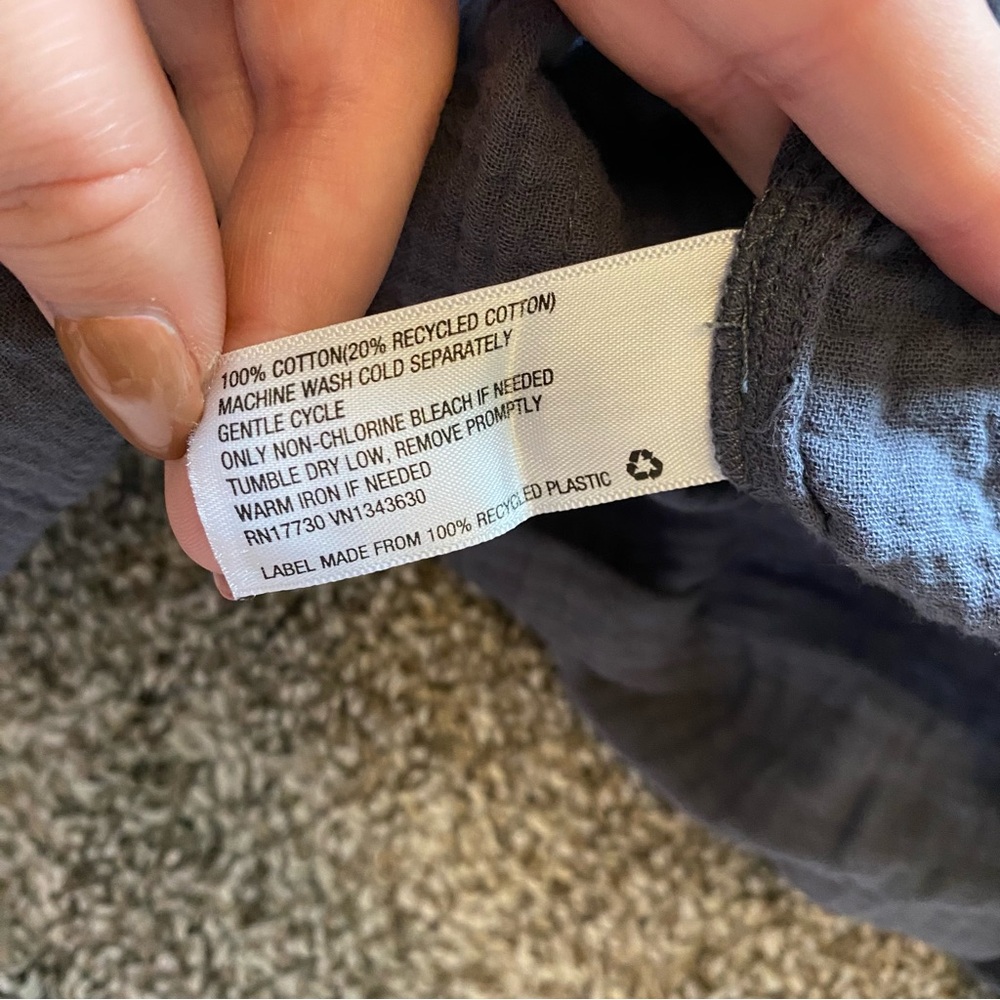 100% COTTON(20% RECYCLED COTTON)
MACHINE WASH COLD SEPARATELY
GENTLE CYCLE
ONLY NON-CHLORINE BLEACH IF NEEDED
TUMBLE DRY LOW, REMOVE PROMPTLY
WARM IRON IF NEEDED
RN17730 VN1343630
LABEL MADE FROM 100% RECYCLED PLASTIC